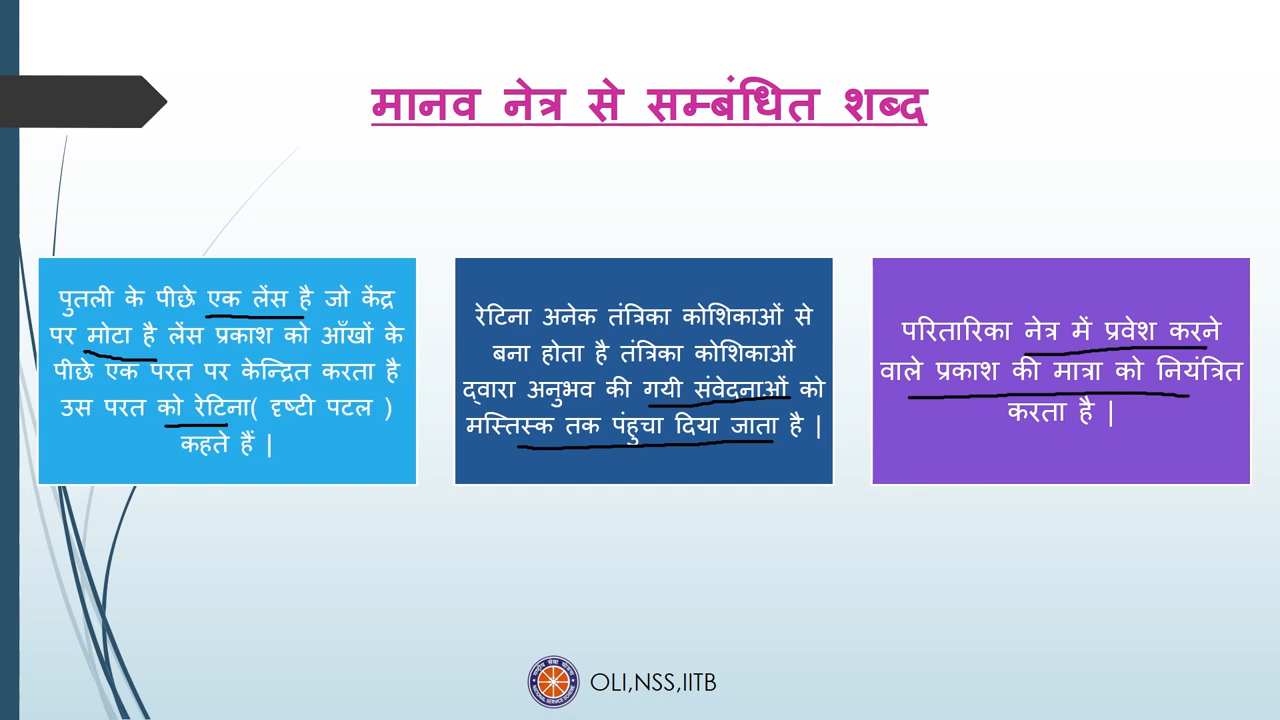 मानव नेत्र से सम्बंधित शब्द
पुतली के पीछे एक लेंस है जो केंद्र
पर मोटा है लेंस प्रकाश को आँखों के
पीछे एक परत पर केन्द्रित करता है
उस परत को रेटिना( दृष्टी पटल )
कहते हैं |
रेटिना अनेक तंत्रिका कोशिकाओं से
बना होता है तंत्रिका कोशिकाओं
द्वारा अनुभव की गयी संवेदनाओं को
मस्तिस्क तक पंहुचा दिया जाता है |
परितारिका नेत्र में प्रवेश करने
वाले प्रकाश की मात्रा को नियंत्रित
करता है |
OLI,NSS,IITB